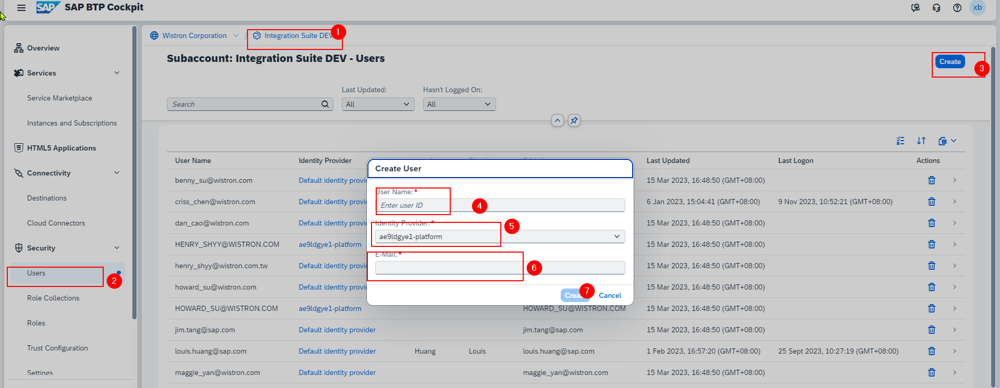 SAP SAP BTP Cockpit xb
Wistron Corporation / Integration Suite DEV 1
Overview
Services
Service Marketplace
Instances and Subscriptions
HTML5 Applications
Connectivity
Destinations
Cloud Connectors
Security
Users 2
Role Collections
Roles
Trust Configuration
Settings
Subaccount: Integration Suite DEV - Users
Create 3
Last Updated: Hasn't Logged On:
Search All All
User Name Identity Provider Last Updated Last Logon Actions
benny_su@wistron.com Default identity provi 15 Mar 2023, 16:48:50 (GMT+08:00)
criss_chen@wistron.com Default identity provi 6 Jan 2023, 15:04:41 (GMT+08:00) 9 Nov 2023, 10:52:21 (GMT+08:00)
dan_cao@wistron.com Default identity provi 15 Mar 2023, 16:48:50 (GMT+08:00)
HENRY_SHYY@WISTRON.COM ae9ldgye1-platform 15 Mar 2023, 16:48:50 (GMT+08:00)
henry_shyy@wistron.com.tw Default identity provi 15 Mar 2023, 16:48:50 (GMT+08:00)
howard_su@wistron.com Default identity provi 15 Mar 2023, 16:48:50 (GMT+08:00)
HOWARD_SU@WISTRON.COM ae9ldgye1-platform HOWARD_SU@WISTRON.COM 15 Mar 2023, 16:48:50 (GMT+08:00)
jim.tang@sap.com Default identity provider jim.tang@sap.com 15 Mar 2023, 16:48:50 (GMT+08:00)
louis.huang@sap.com Default identity provider Huang Louis louis.huang@sap.com 1 Feb 2023, 16:57:20 (GMT+08:00) 25 Sept 2023, 10:27:19 (GMT+08:00)
maggie_yan@wistron.com Default identity provider maggie_yan@wistron.com 15 Mar 2023, 16:48:50 (GMT+08:00)
Create User
User Name:*
Enter user ID 4
Identity Provider:* 5
ae9ldgye1-platform
E-Mail:*
6
Crea 7 Cancel